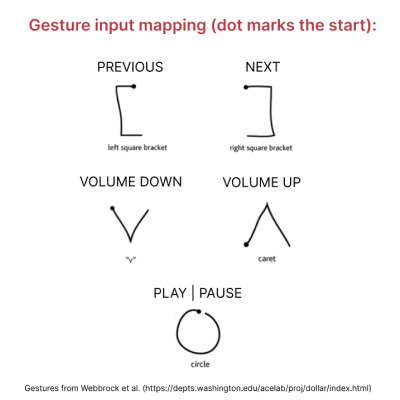 Gesture input mapping (dot marks the start):
PREVIOUS NEXT
left square bracket right square bracket
VOLUME DOWN VOLUME UP
"v" caret
PLAY | PAUSE
circle
Gestures from Webbrock et al. (https://depts.washington.edu/acelab/proj/dollar/index.html)